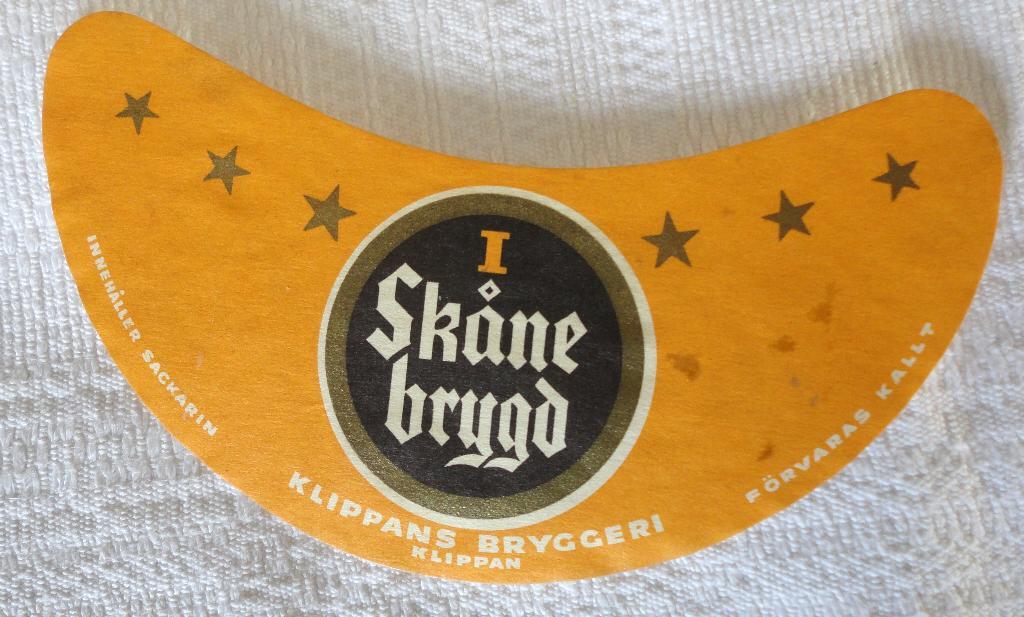 I
Skåne
brygd
INNEHÅLLER SACKARIN
KLIPPANS BRYGGERI
KLIPPAN
FÖRVARAS KALLT